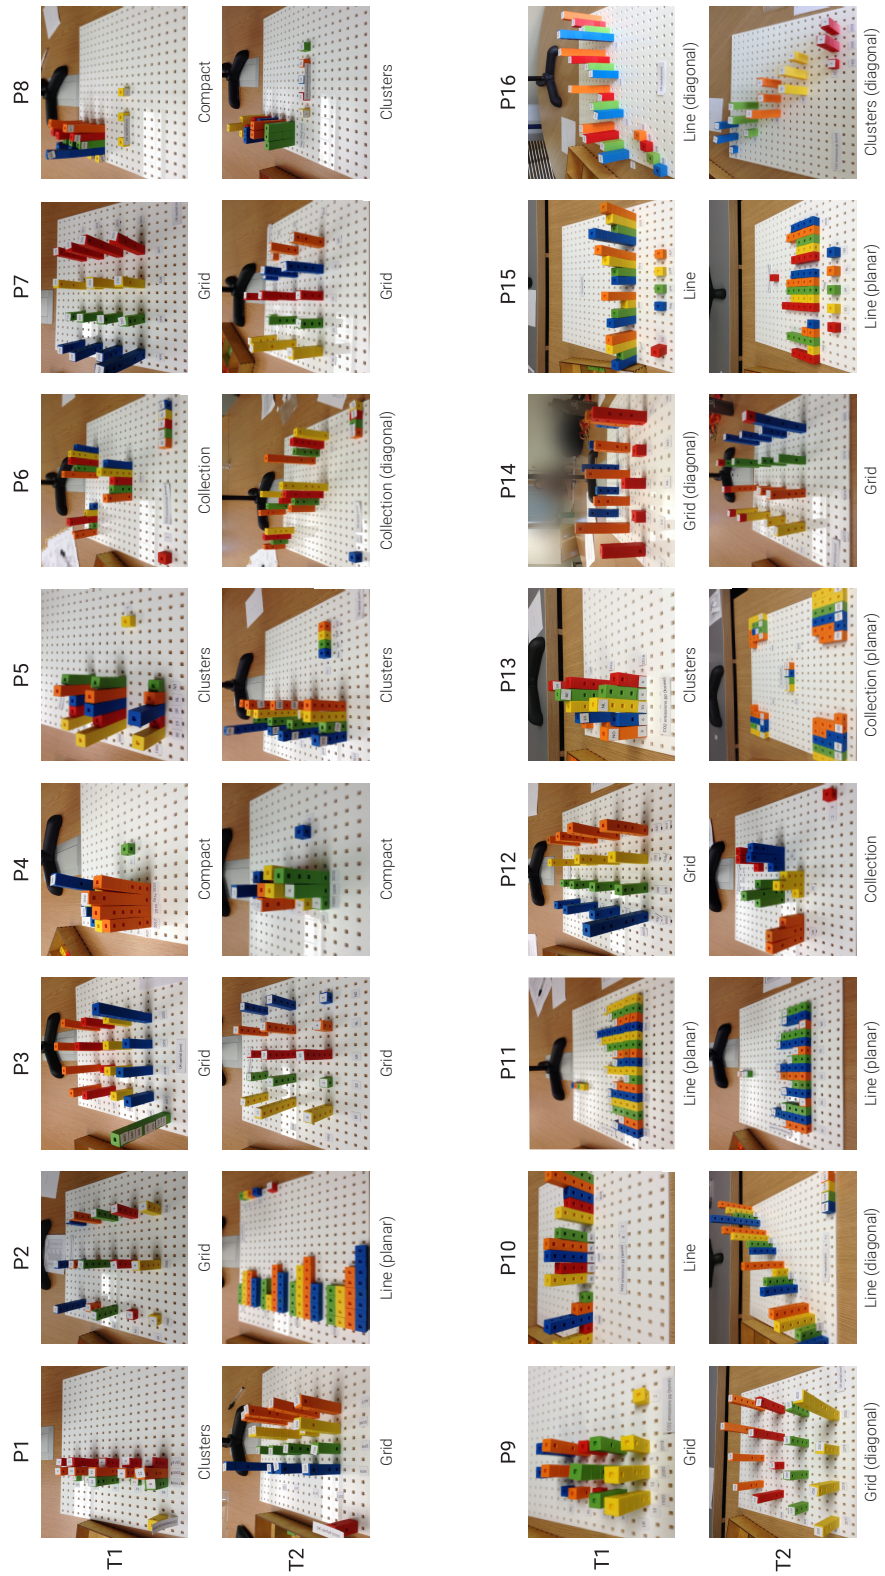 P1 P2 P3 P4 P5 P6 P7 P8
T1
Clusters Grid Grid Compact Clusters Collection Grid Compact
T2
Grid Line (planar) Grid Compact Clusters Collection (diagonal) Grid Clusters
P9 P10 P11 P12 P13 P14 P15 P16
T1
Grid Line Line (planar) Grid Clusters Grid (diagonal) Line Line (diagonal)
T2
Grid (diagonal) Line (diagonal) Line (planar) Collection Collection (planar) Grid Line (planar) Clusters (diagonal)